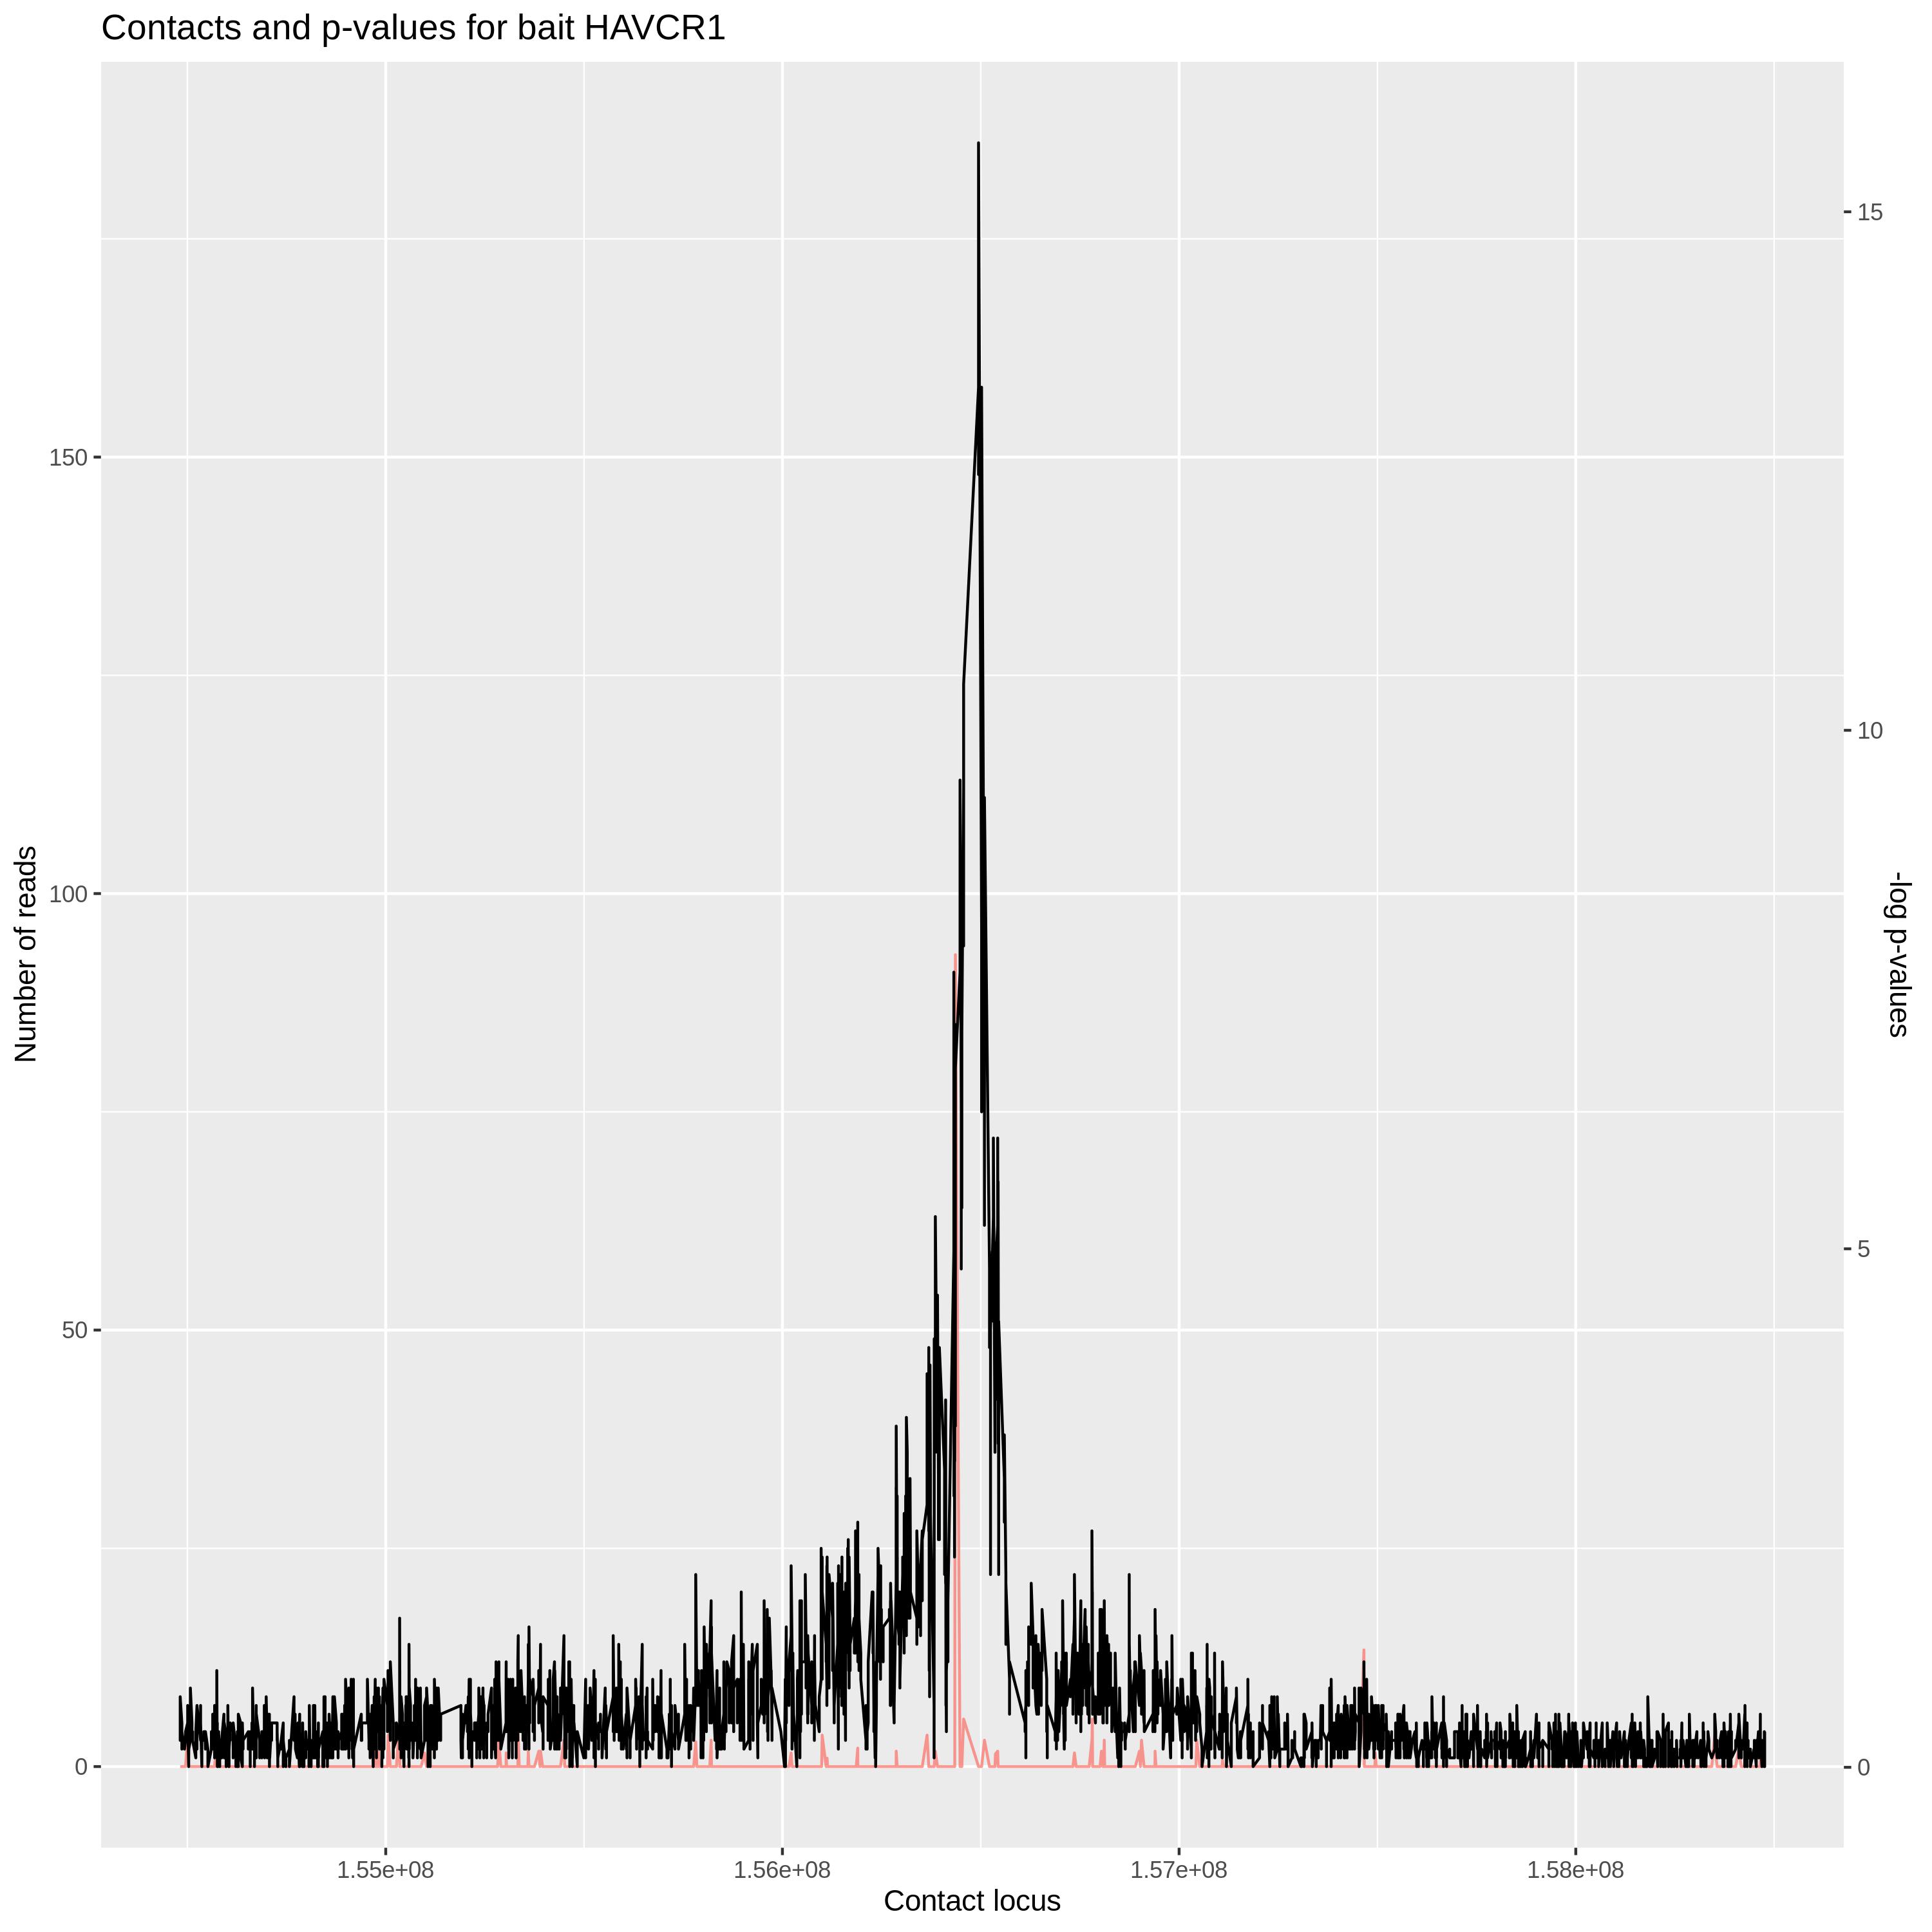 Contacts and p-values for bait HAVCR1
15
150
10
100
Number of reads
-log p-values
5
50
0
0
1.55e+08
1.56e+08
1.57e+08
1.58e+08
Contact locus